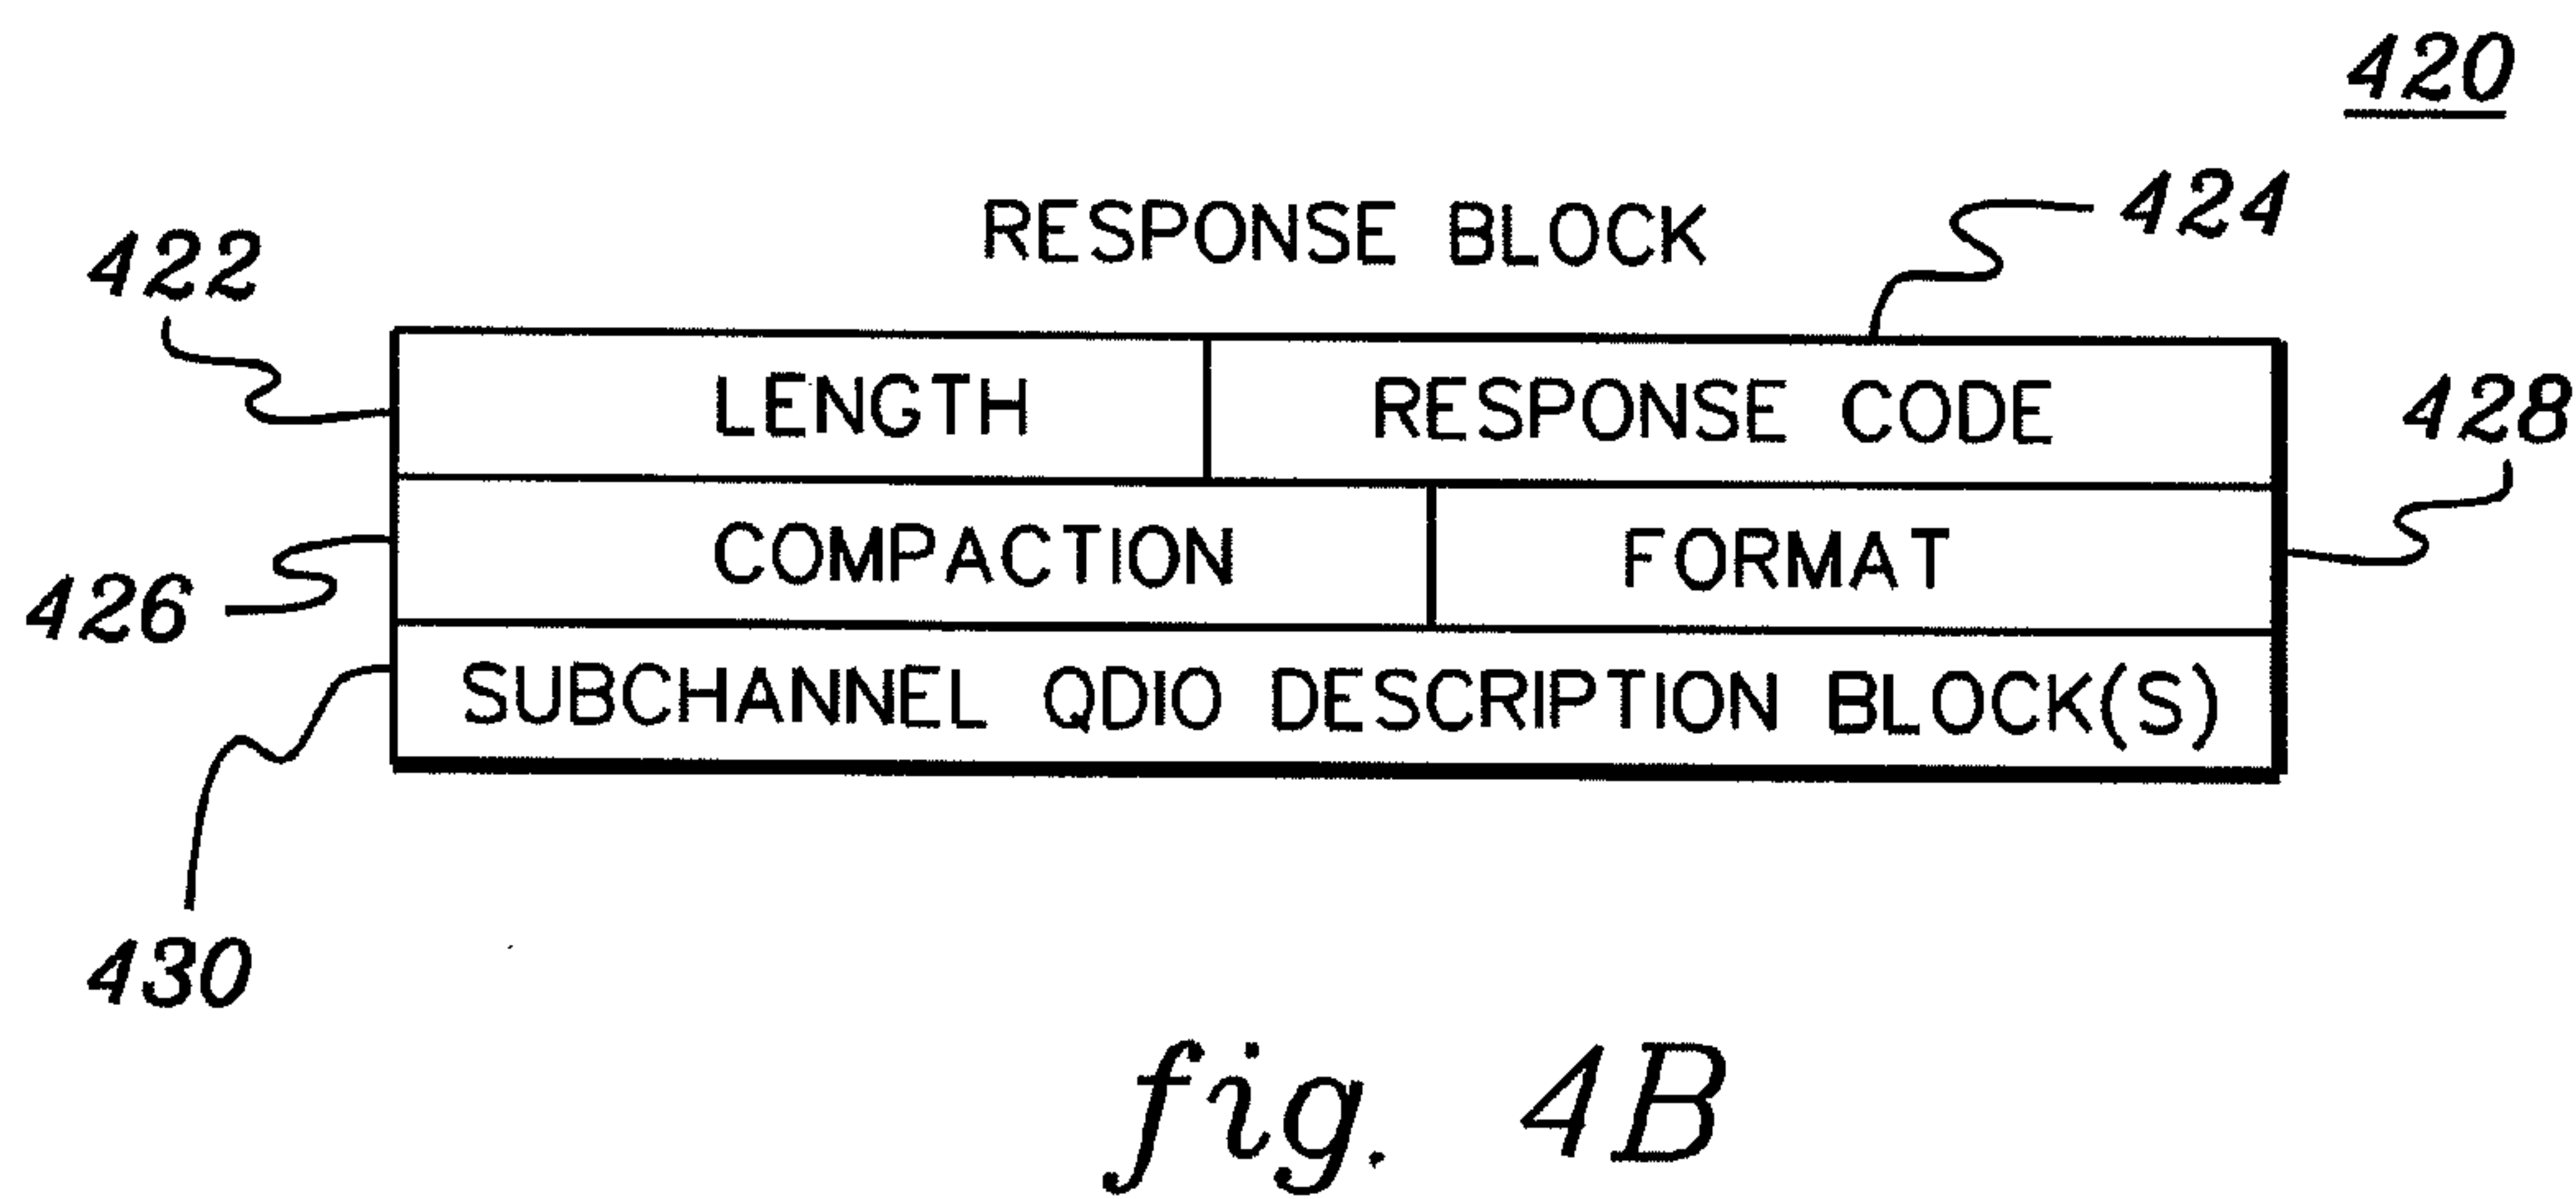 420
RESPONSE BLOCK
424
422
LENGTH RESPONSE CODE
428
COMPACTION FORMAT
426
SUBCHANNEL QDIO DESCRIPTION BLOCK(S)
430
fig. 4B